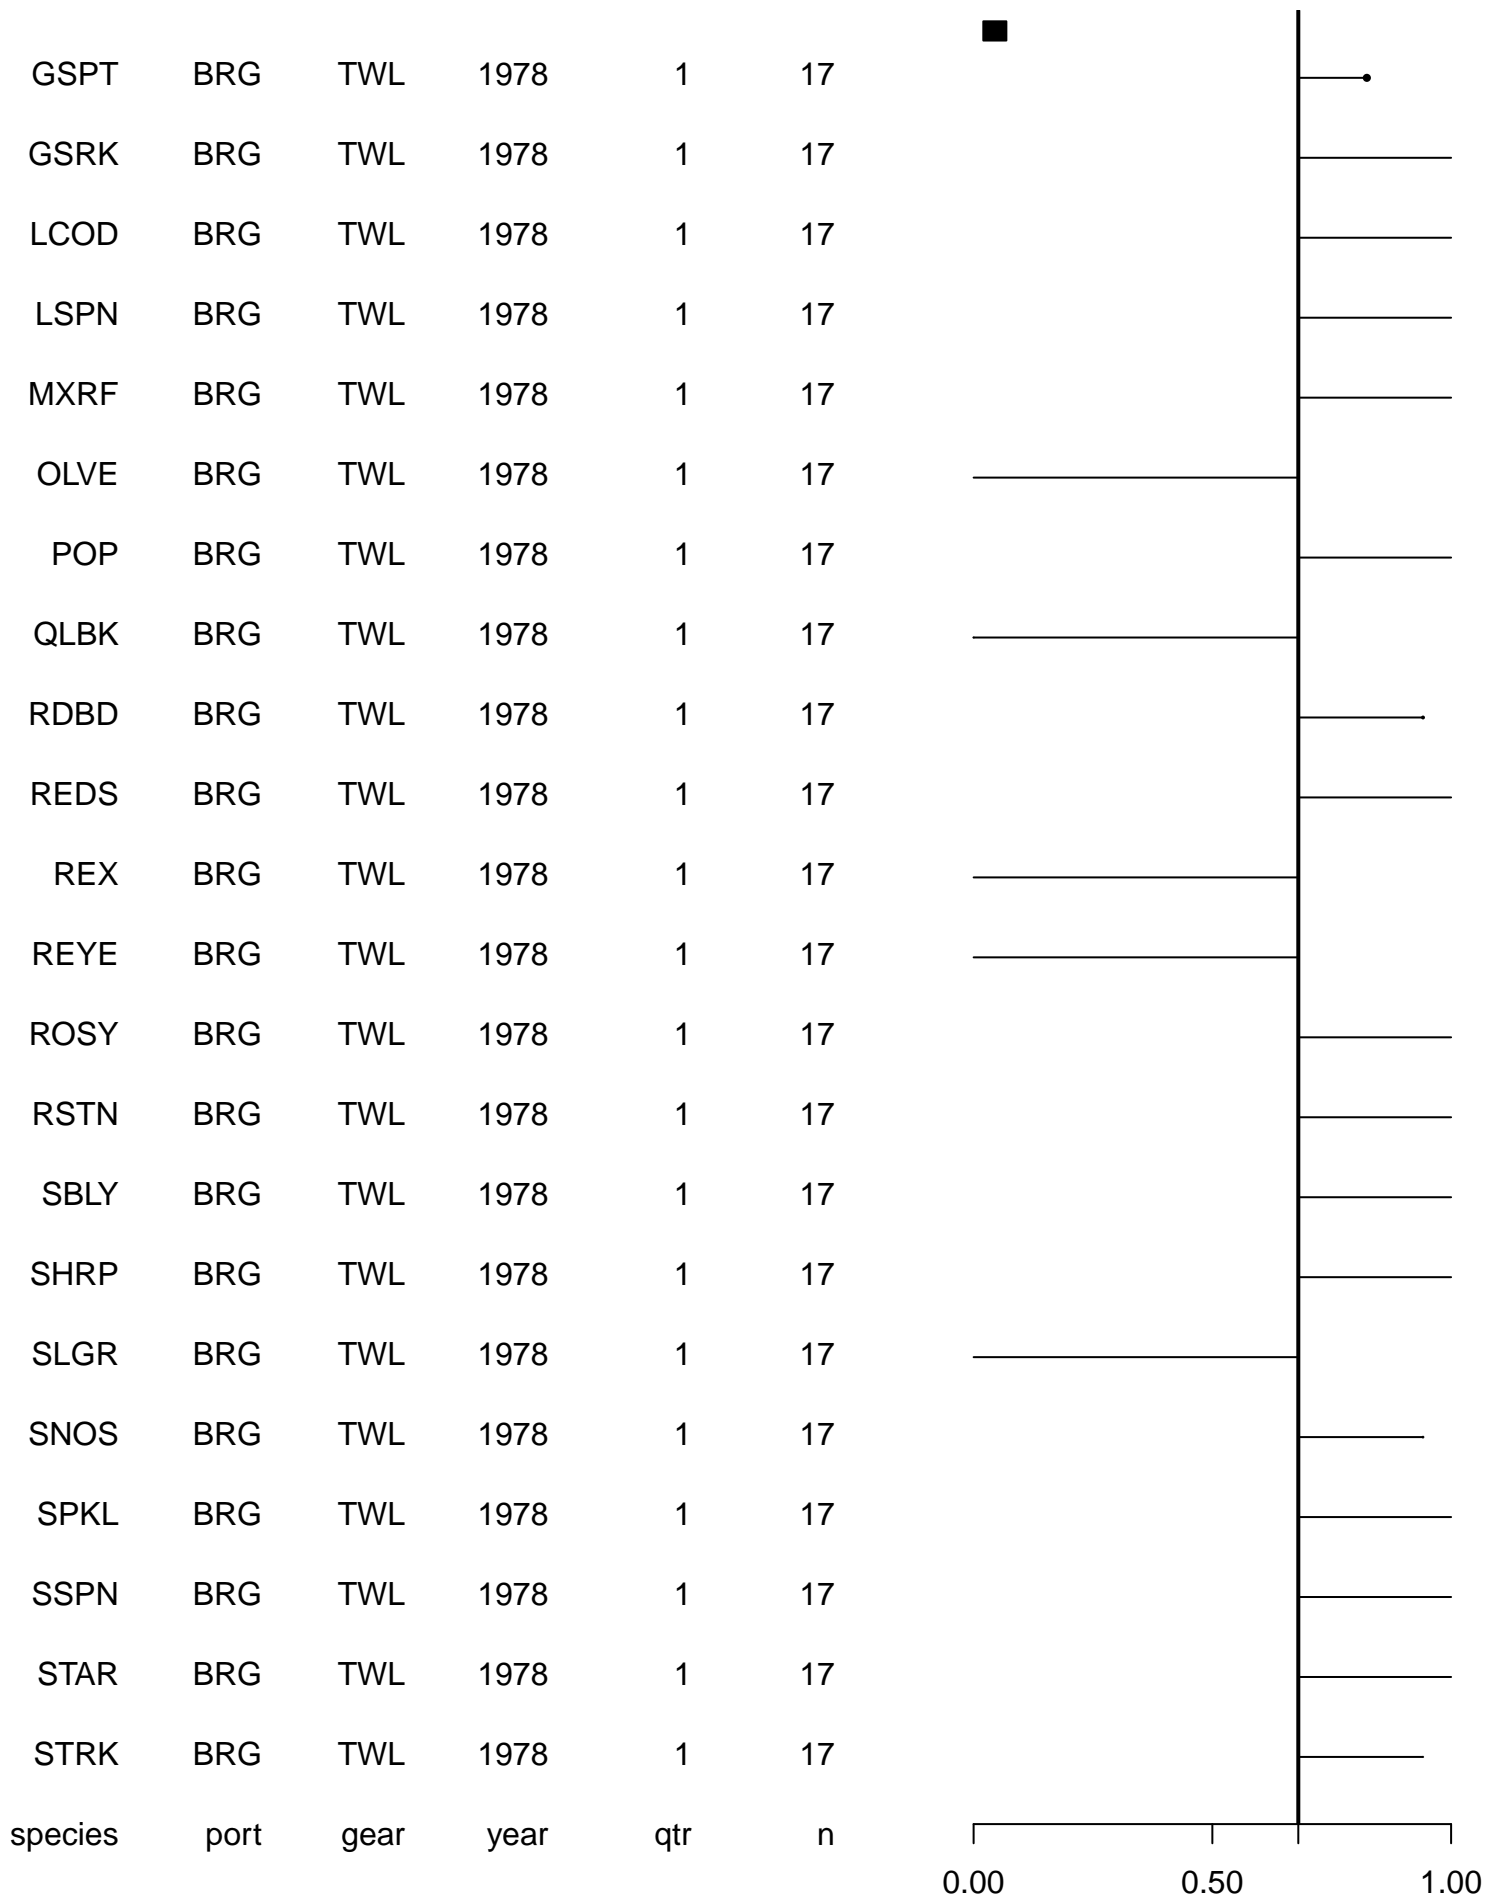 GSPT BRG TWL 1978 1 17
GSRK BRG TWL 1978 1 17
LCOD BRG TWL 1978 1 17
LSPN BRG TWL 1978 1 17
MXRF BRG TWL 1978 1 17
OLVE BRG TWL 1978 1 17
POP BRG TWL 1978 1 17
QLBK BRG TWL 1978 1 17
RDBD BRG TWL 1978 1 17
REDS BRG TWL 1978 1 17
REX BRG TWL 1978 1 17
REYE BRG TWL 1978 1 17
ROSY BRG TWL 1978 1 17
RSTN BRG TWL 1978 1 17
SBLY BRG TWL 1978 1 17
SHRP BRG TWL 1978 1 17
SLGR BRG TWL 1978 1 17
SNOS BRG TWL 1978 1 17
SPKL BRG TWL 1978 1 17
SSPN BRG TWL 1978 1 17
STAR BRG TWL 1978 1 17
STRK BRG TWL 1978 1 17
species port gear year qtr n
0.00 0.50 1.00